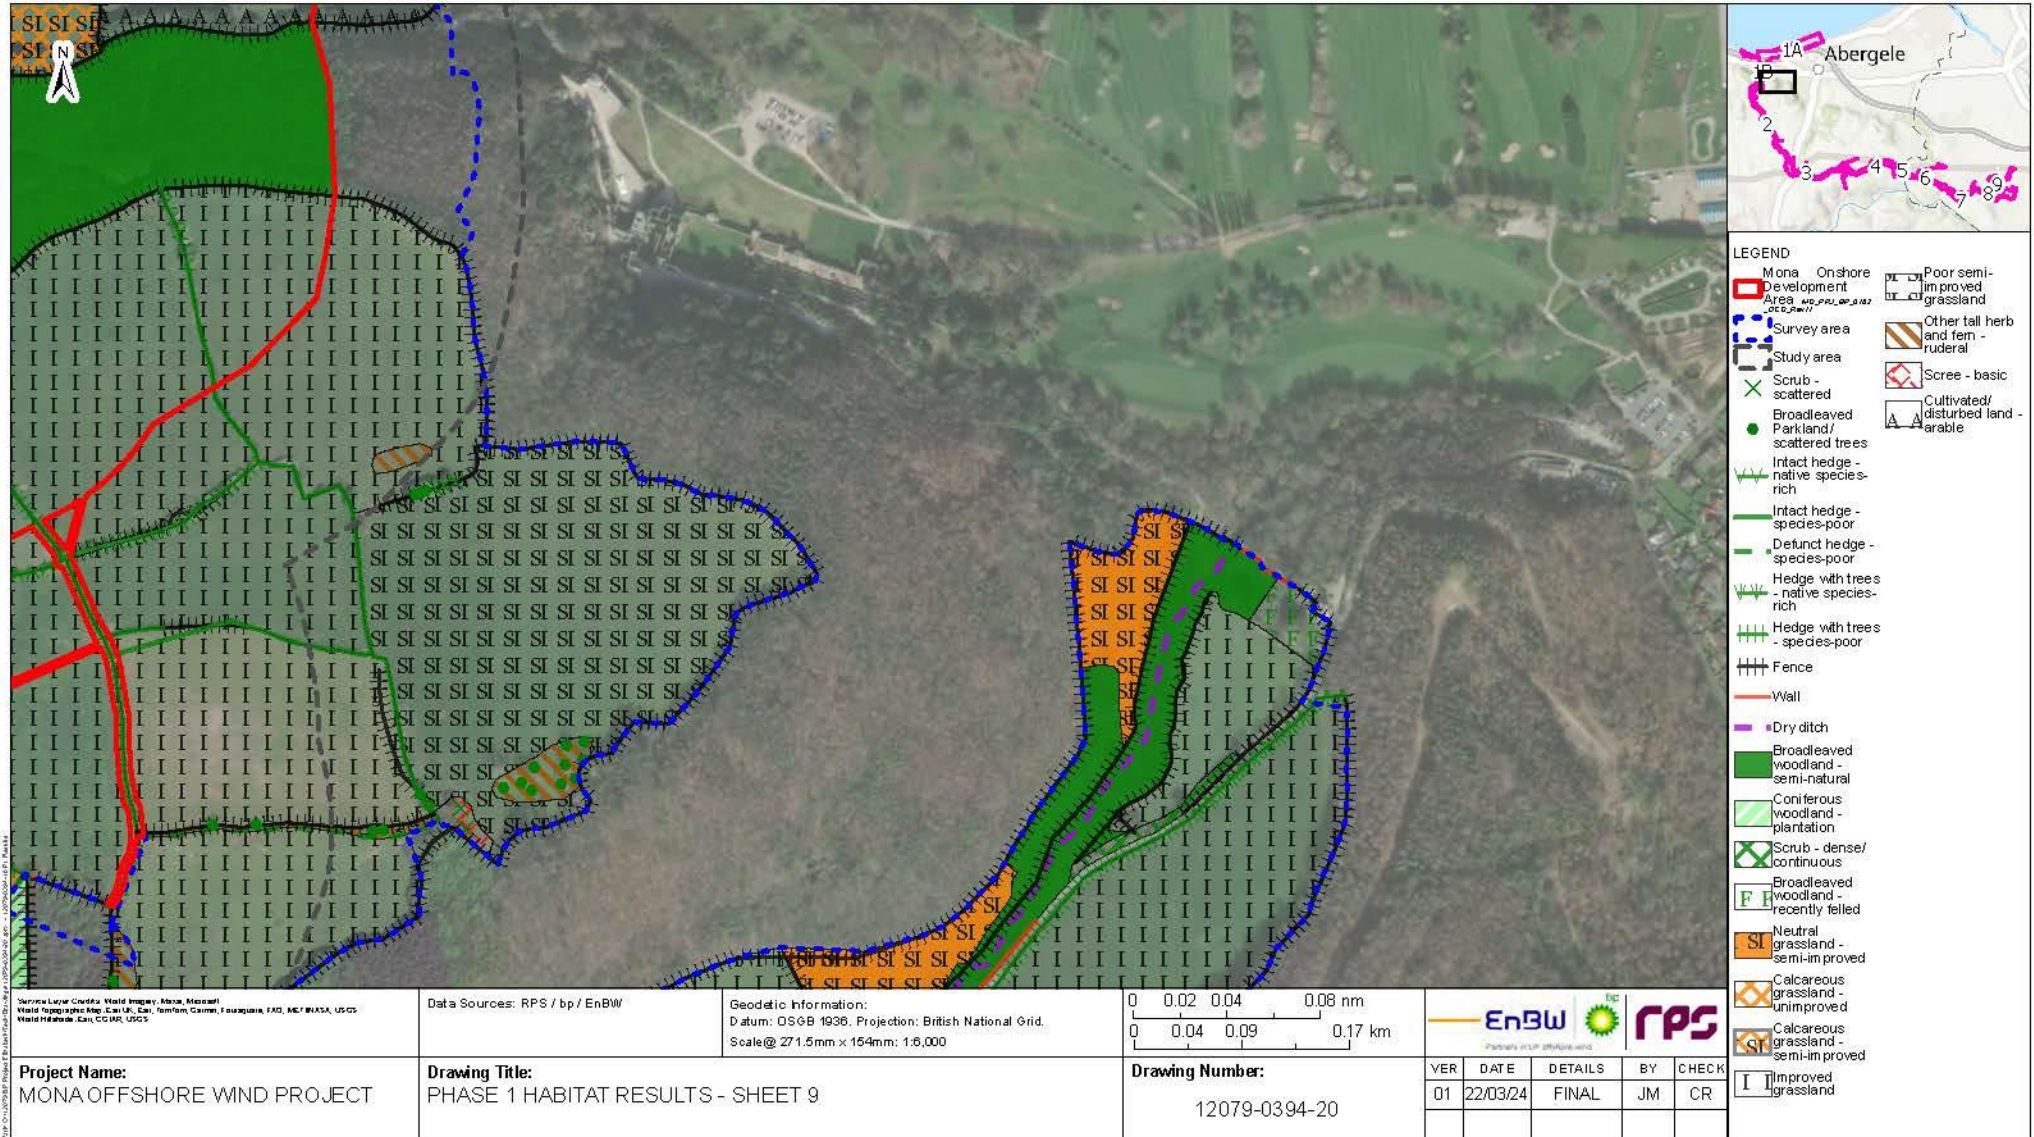 N
Abergele
1A
1B
2
3
4
5
6
7
8
9
LEGEND
Mona Onshore
Development
Area
Survey area
Study area
Scrub -
scattered
Broadleaved
Parkland/
scattered trees
Intact hedge -
native species-
rich
Intact hedge -
species-poor
Defunct hedge -
species-poor
Hedge with trees
- native species-
rich
Hedge with trees
- species-poor
Fence
Wall
Dry ditch
Broadleaved
woodland -
semi-natural
Coniferous
woodland -
plantation
Scrub - dense/
continuous
F F
Broadleaved
woodland -
recently felled
SI
Neutral
grassland -
semi-improved
Calcareous
grassland -
unimproved
SI
Calcareous
grassland -
semi-improved
I I
Improved
grassland
Poor semi-
improved
grassland
Other tall herb
and fern -
ruderal
Scree - basic
A A
Cultivated/
disturbed land -
arable
Data Sources: RPS / bp / EnBW
Geodetic Information:
Datum: OSGB 1936. Projection: British National Grid.
Scale@ 271.5mm x 154mm: 1:6,000
0 0.02 0.04 0.08 nm
0 0.04 0.09 0.17 km
EnBW
bp
rps
Project Name:
MONA OFFSHORE WIND PROJECT
Drawing Title:
PHASE 1 HABITAT RESULTS - SHEET 9
Drawing Number:
12079-0394-20
VER DATE DETAILS BY CHECK
01 22/03/24 FINAL JM CR